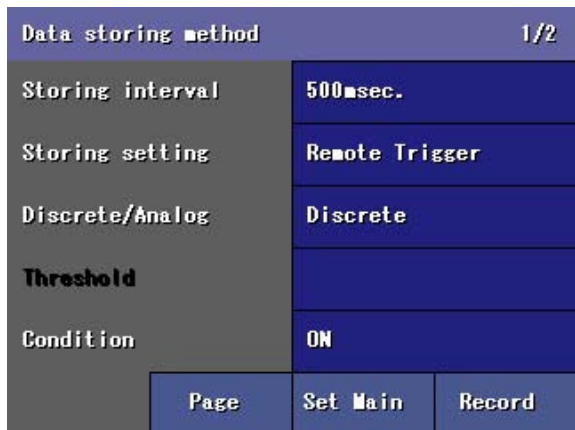 Data storing method 1/2
Storing interval 500msec.
Storing setting Remote Trigger
Discrete/Analog Discrete
Threshold
Condition ON
Page Set Main Record